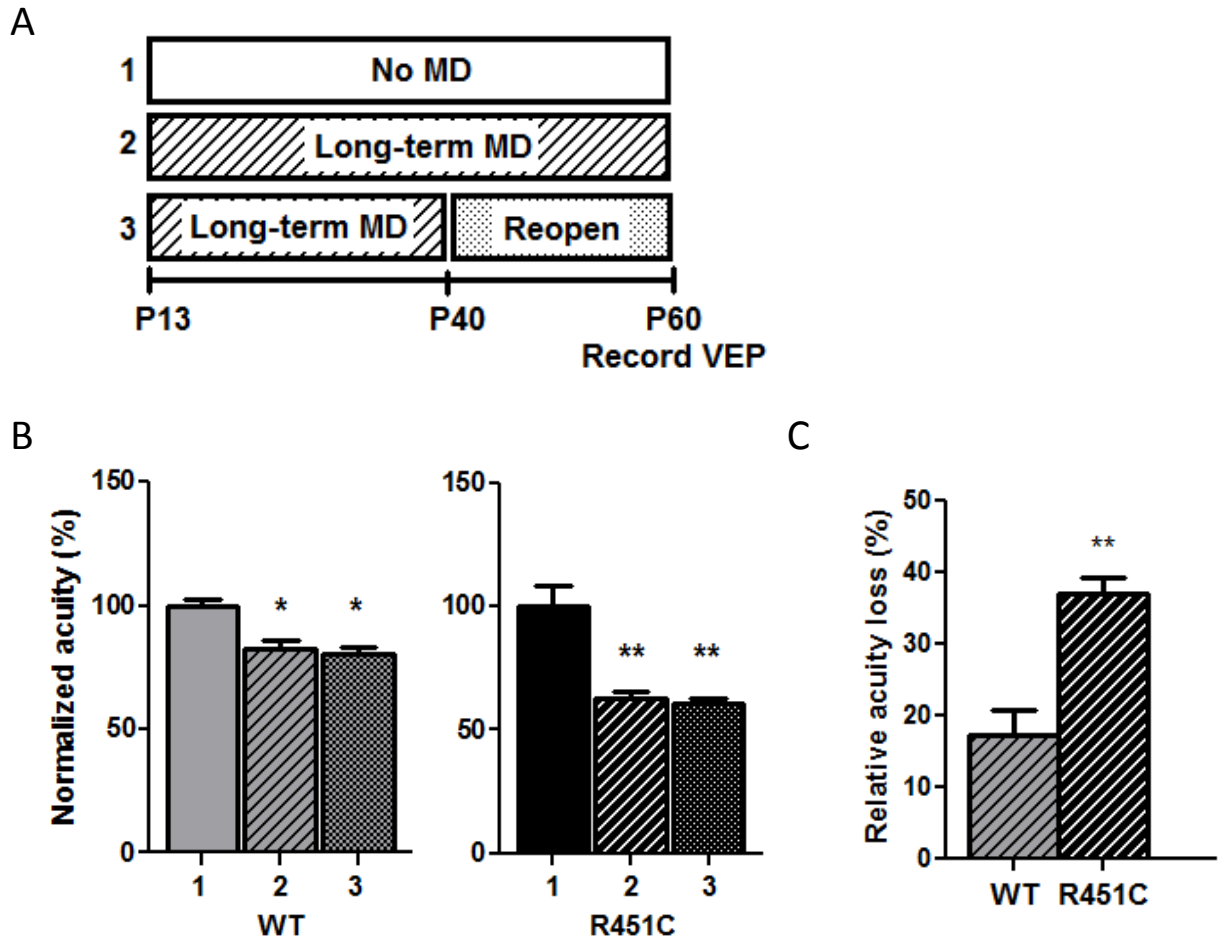 A
1 No MD
2 Long-term MD
3 Long-term MD Reopen
P13 P40 P60
Record VEP
B
Normalized acuity (%)
150
100
50
0
* *
1 2 3
WT
150
100
50
0
** **
1 2 3
R451C
C
Relative acuity loss (%)
50
40
30
20
10
0
**
WT R451C